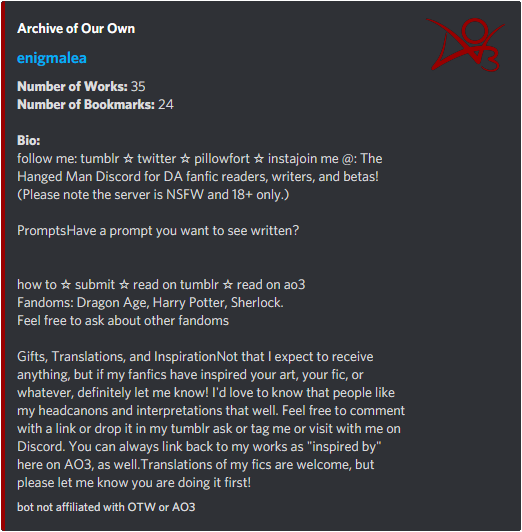 Archive of Our Own
enigmalea
Number of Works: 35
Number of Bookmarks: 24
Bio:
follow me: tumblr ☆ twitter ☆ pillowfort ☆ instajoin me @: The
Hanged Man Discord for DA fanfic readers, writers, and betas!
(Please note the server is NSFW and 18+ only.)
PromptsHave a prompt you want to see written?
how to ☆ submit ☆ read on tumblr ☆ read on ao3
Fandoms: Dragon Age, Harry Potter, Sherlock.
Feel free to ask about other fandoms
Gifts, Translations, and InspirationNot that I expect to receive
anything, but if my fanfics have inspired your art, your fic, or
whatever, definitely let me know! I'd love to know that people like
my headcanons and interpretations that well. Feel free to comment
with a link or drop it in my tumblr ask or tag me or visit with me on
Discord. You can always link back to my works as "inspired by"
here on AO3, as well.Translations of my fics are welcome, but
please let me know you are doing it first!
bot not affiliated with OTW or AO3